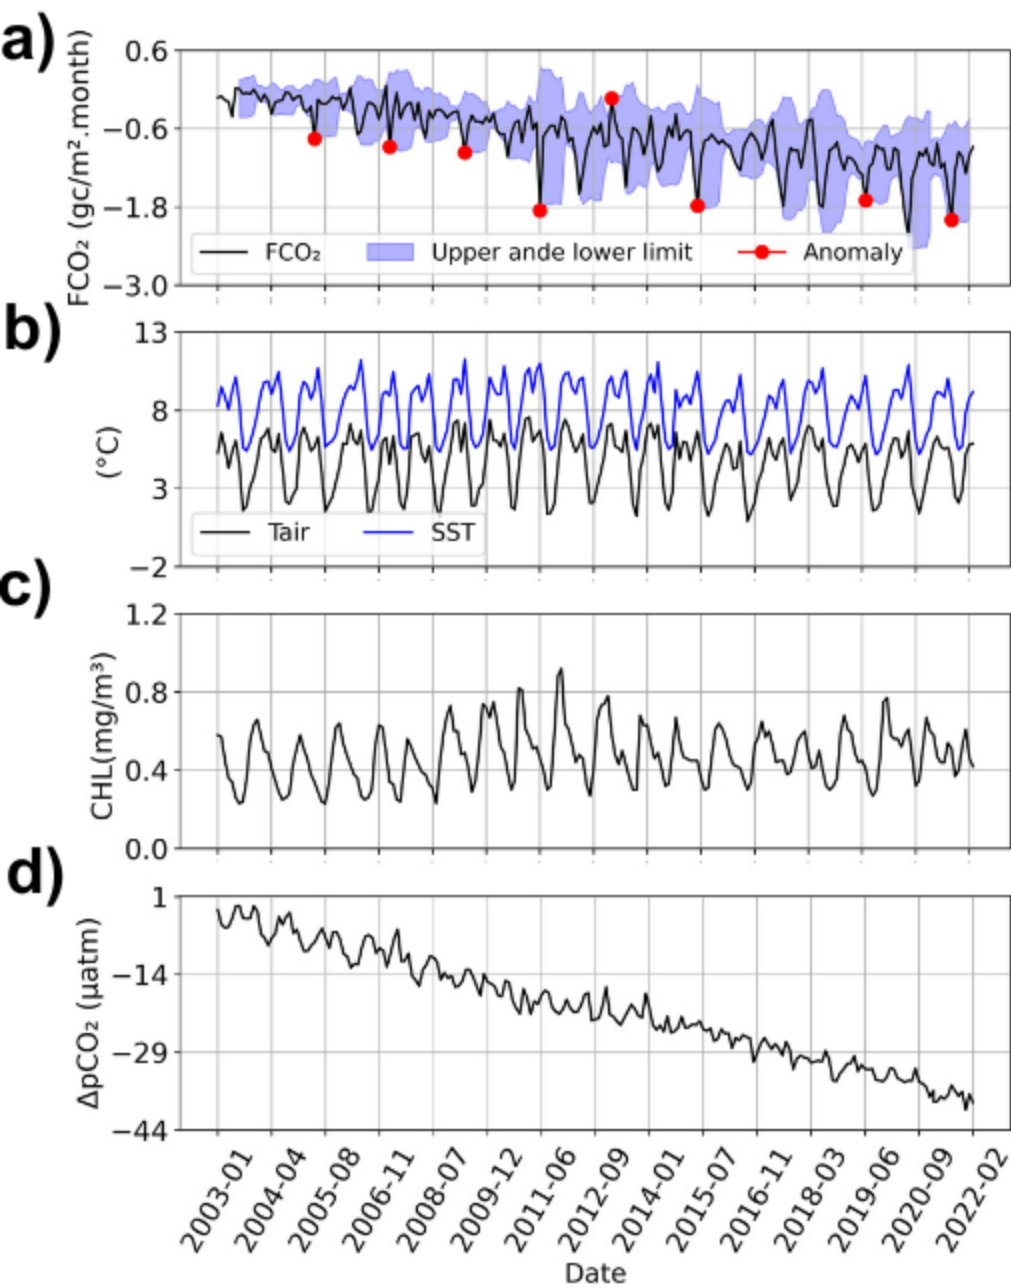 a)
FCO₂ (gc/m².month)
0.6
−0.6
−1.8
−3.0
FCO₂
Upper ande lower limit
Anomaly
b)
(°C)
13
8
3
−2
Tair
SST
c)
CHL(mg/m³)
1.2
0.8
0.4
0.0
d)
ΔpCO₂ (µatm)
1
−14
−29
−44
2003-01
2004-04
2005-08
2006-11
2008-07
2009-12
2011-06
2012-09
2014-01
2015-07
2016-11
2018-03
2019-06
2020-09
2022-02
Date